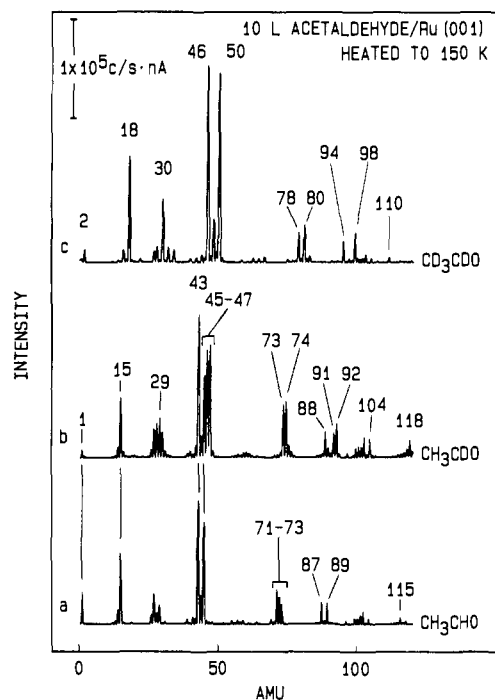 10 L ACETALDEHYDE/Ru (001)
HEATED TO 150 K
1×10⁵c/s·nA
46 50
18
30
94 98
78 80
110
2
c
CD₃CDO
43
45-47
73 74
15
29
91 92
88
104
118
1
b
CH₃CDO
71-73
87 89
115
a
CH₃CHO
INTENSITY
0 50 100
AMU